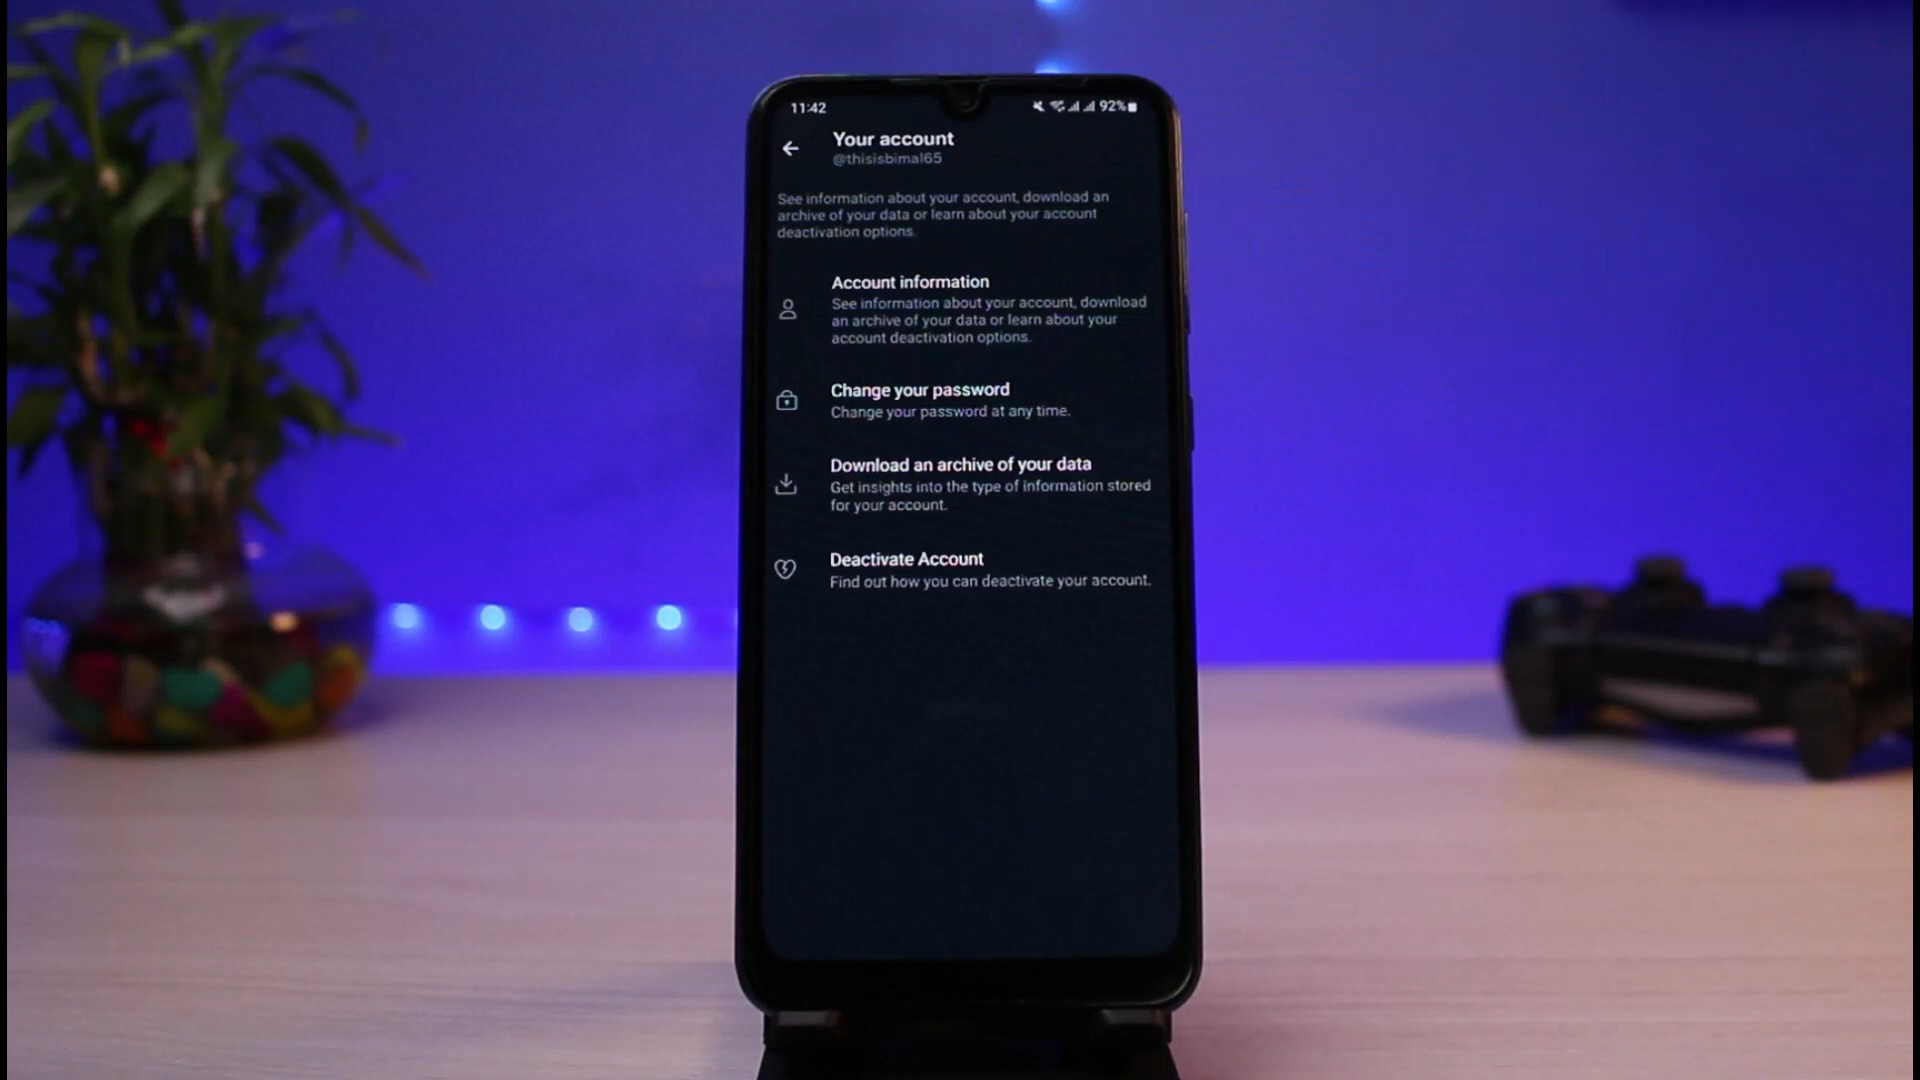 11:42
92%
Your account
@thisisbimal65
See information about your account, download an
archive of your data or learn about your account
deactivation options.
Account information
See information about your account, download
an archive of your data or learn about your
account deactivation options.
Change your password
Change your password at any time.
Download an archive of your data
Get insights into the type of information stored
for your account.
Deactivate Account
Find out how you can deactivate your account.